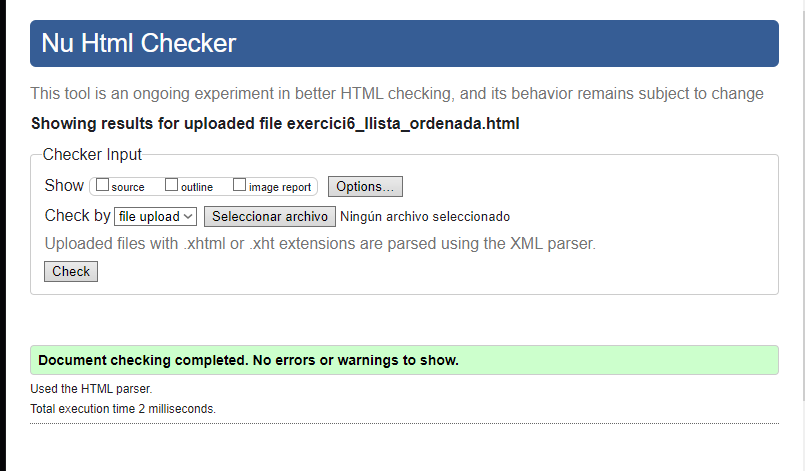 Nu Html Checker
This tool is an ongoing experiment in better HTML checking, and its behavior remains subject to change
Showing results for uploaded file exercici6_llista_ordenada.html
Checker Input
Show source outline image report Options...
Check by file upload Seleccionar archivo Ningún archivo seleccionado
Uploaded files with .xhtml or .xht extensions are parsed using the XML parser.
Check
Document checking completed. No errors or warnings to show.
Used the HTML parser.
Total execution time 2 milliseconds.